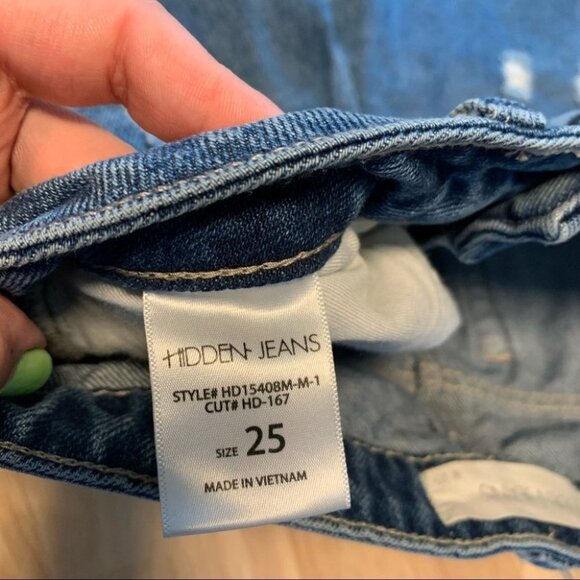 HIDDEN JEANS
STYLE# HD15408M-M-1
CUT# HD-167
SIZE 25
MADE IN VIETNAM